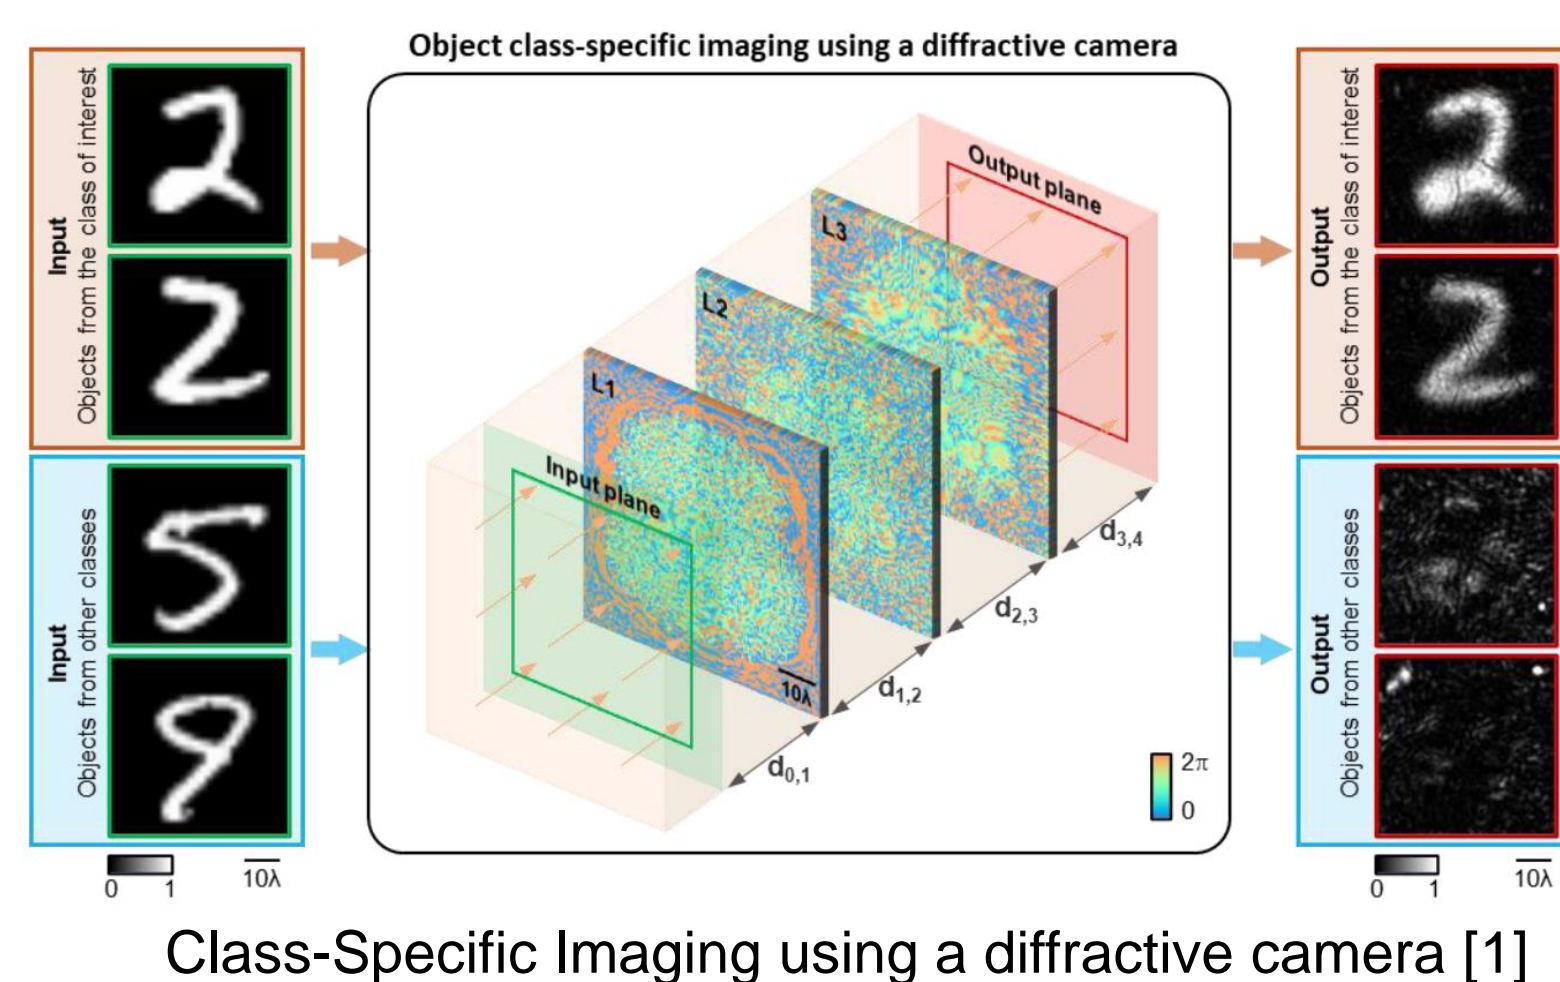 Object class-specific imaging using a diffractive camera
Input
Objects from the class of interest
Input
Objects from other classes
0 1
10λ
Input plane
L1
L2
L3
Output plane
10λ
d0,1
d1,2
d2,3
d3,4
2π
0
Output
Objects from the class of interest
Output
Objects from other classes
0 1
10λ
Class-Specific Imaging using a diffractive camera [1]